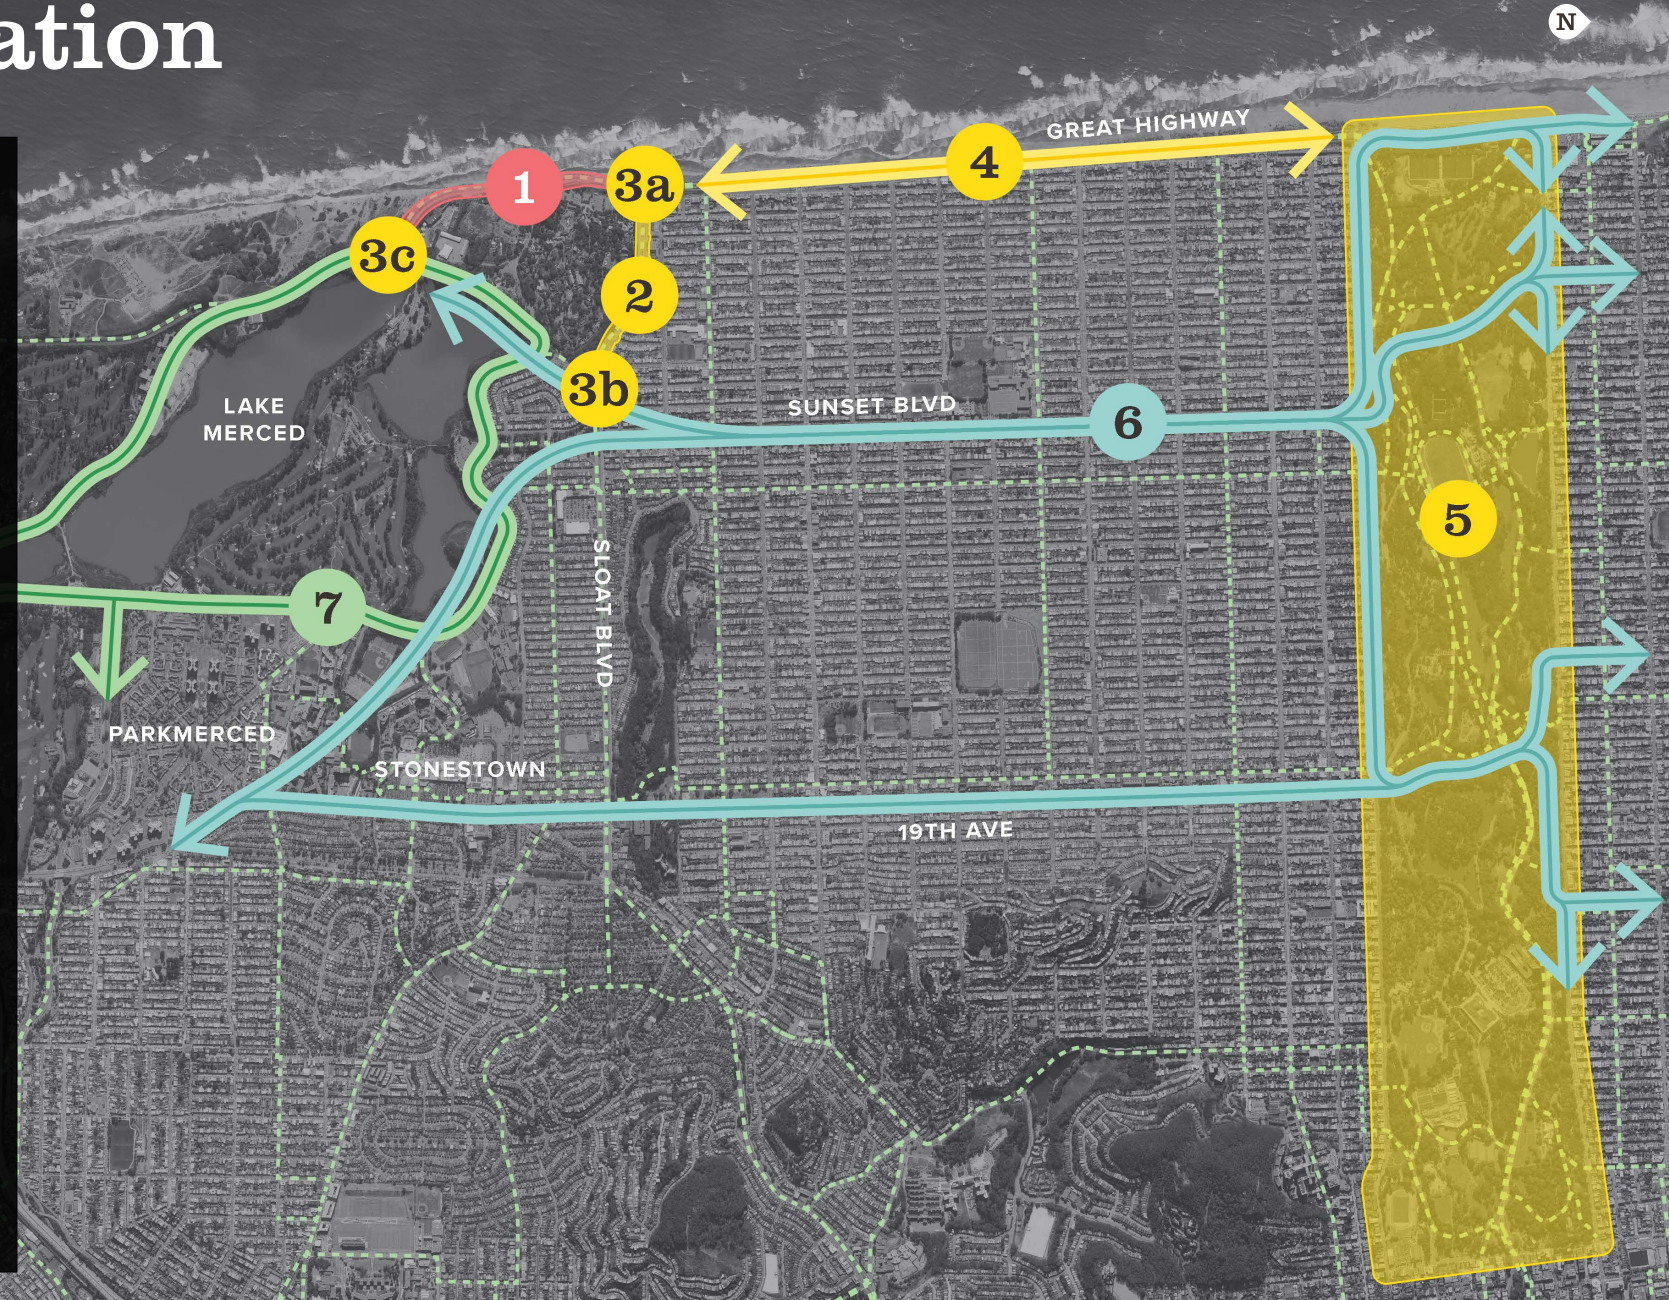 ation
N
GREAT HIGHWAY
4
1
3a
3c
2
3b
LAKE
MERCED
SUNSET BLVD
6
5
SLOAT BLVD
7
PARKMERCED
STONESTOWN
19TH AVE